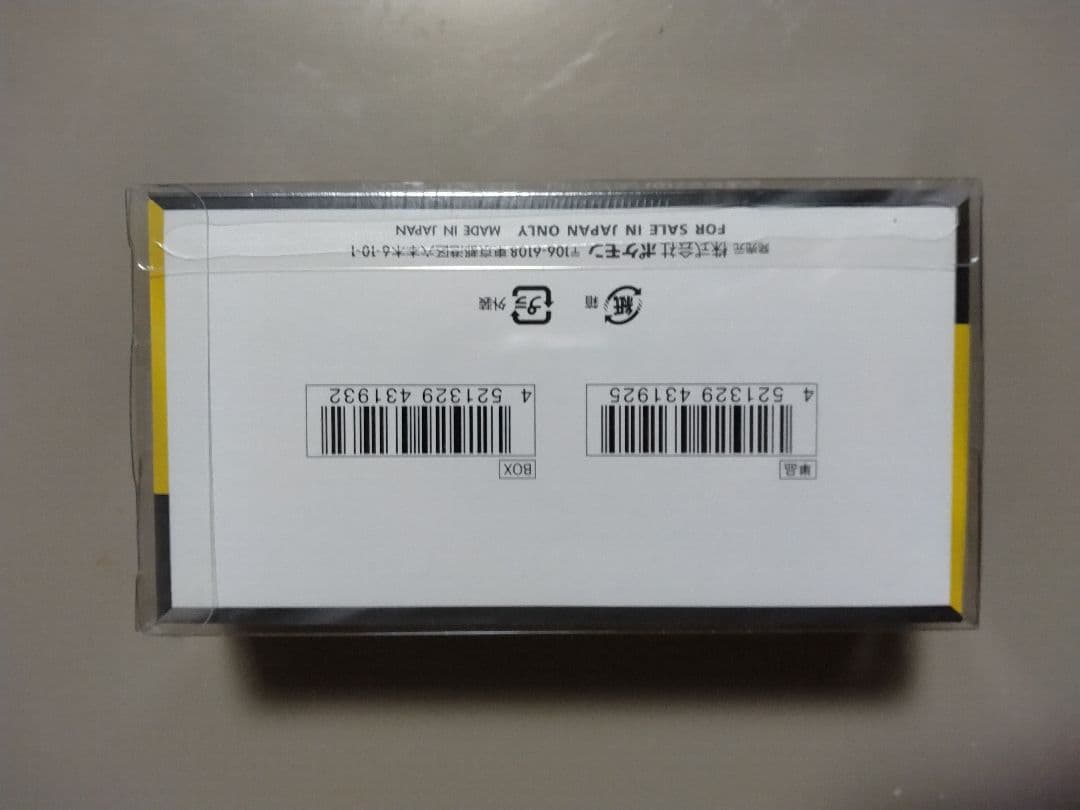 単品
BOX
4 521329 431925
4 521329 431932
紙 箱
プラ 外装
発売元 株式会社ポケモン 〒106-6108 東京都港区六本木6-10-1
FOR SALE IN JAPAN ONLY MADE IN JAPAN